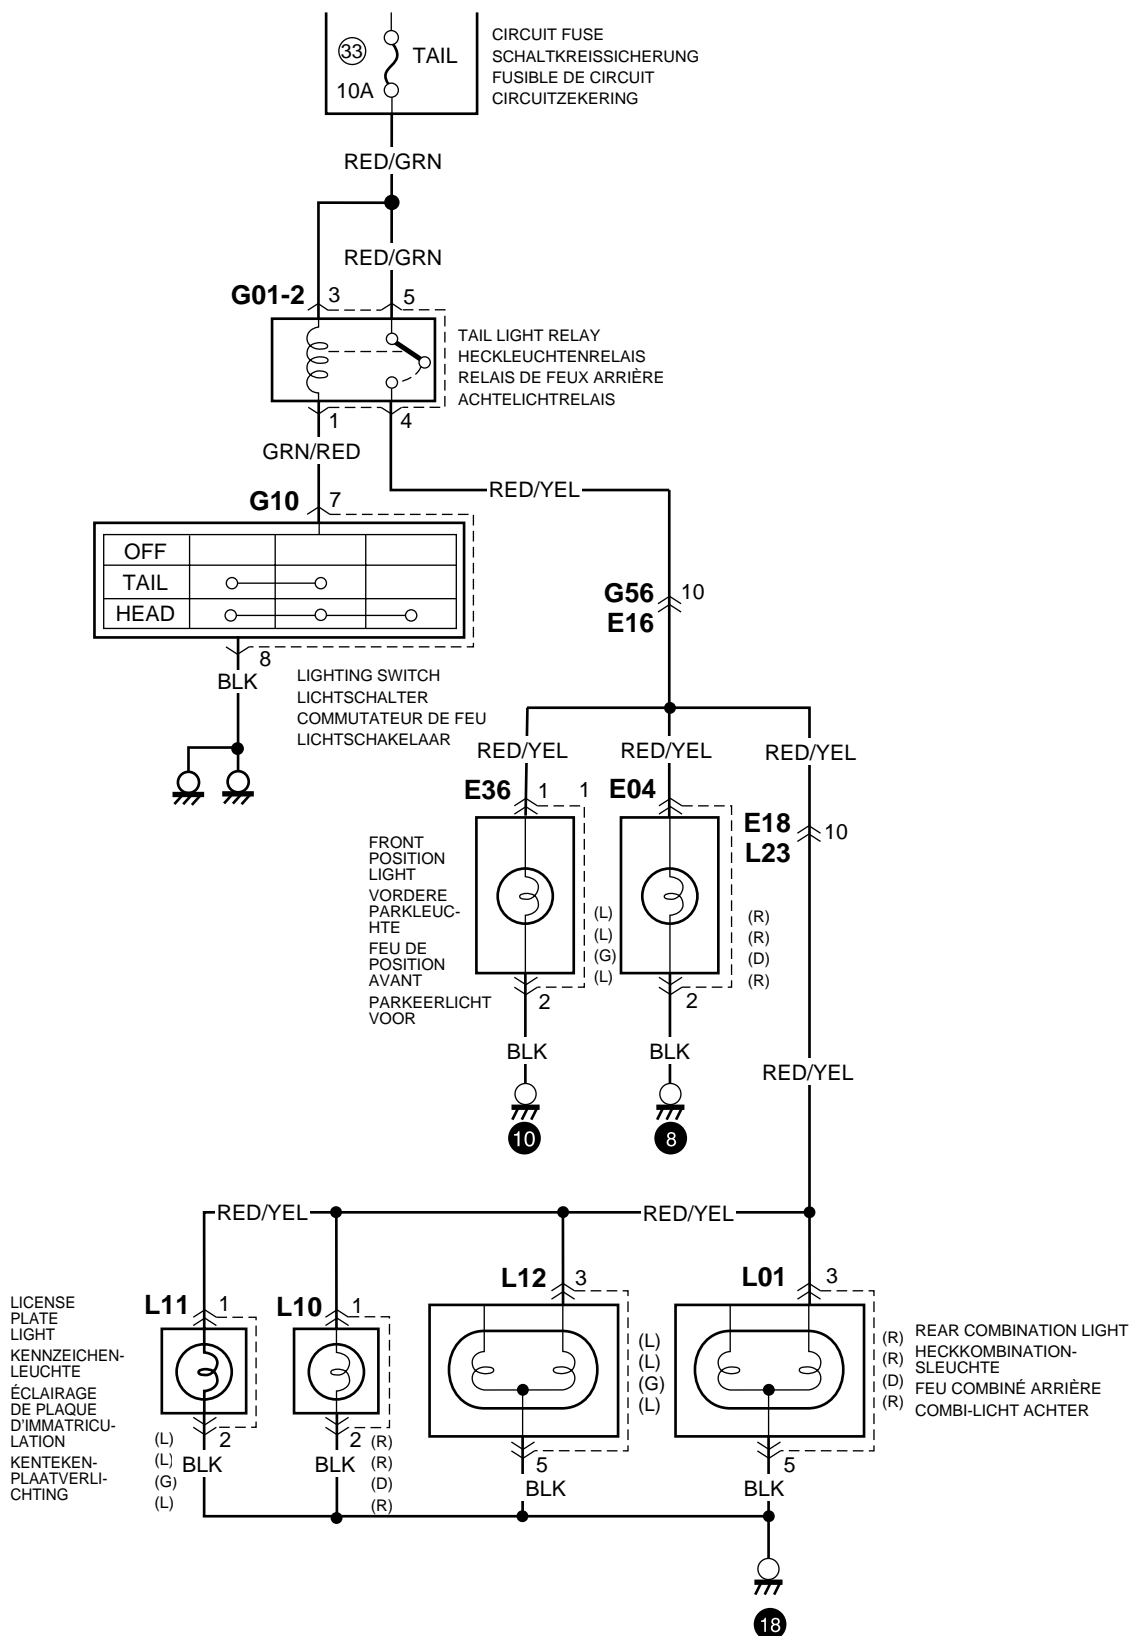 CIRCUIT FUSE
33 TAIL
SCHALTKREISSICHERUNG
FUSIBLE DE CIRCUIT
10A
CIRCUITZEKERING
RED/GRN
RED/GRN
G01-2 3 5
TAIL LIGHT RELAY
HECKLEUCHTENRELAIS
RELAIS DE FEUX ARRIÈRE
ACHTELICHTRELAIS
1 4
GRN/RED
RED/YEL
G10 7
OFF
TAIL
HEAD
G56 10
E16
8
BLK
LIGHTING SWITCH
LICHTSCHALTER
COMMUTATEUR DE FEU
LICHTSCHAKELAAR
RED/YEL RED/YEL RED/YEL
E36 1 1 E04
E18 10
L23
FRONT
POSITION
LIGHT
VORDERE
PARKLEUC-
HTE
FEU DE
POSITION
AVANT
PARKEERLICHT
VOOR
(L)
(L)
(G)
(L)
(R)
(R)
(D)
(R)
2 2
BLK BLK
RED/YEL
10 8
RED/YEL RED/YEL
L11 1 L10 1 L12 3 L01 3
LICENSE
PLATE
LIGHT
KENNZEICHEN-
LEUCHTE
ÉCLAIRAGE
DE PLAQUE
D'IMMATRICU-
LATION
KENTEKEN-
PLAATVERLI-
CHTING
(L)
(L)
(G)
(L)
(R)
(R)
(D)
(R)
(L)
(L)
(G)
(L)
(R)
(R)
(D)
(R)
REAR COMBINATION LIGHT
HECKKOMBINATION-
SLEUCHTE
FEU COMBINÉ ARRIÈRE
COMBI-LICHT ACHTER
2 2 5 5
BLK BLK BLK BLK
18